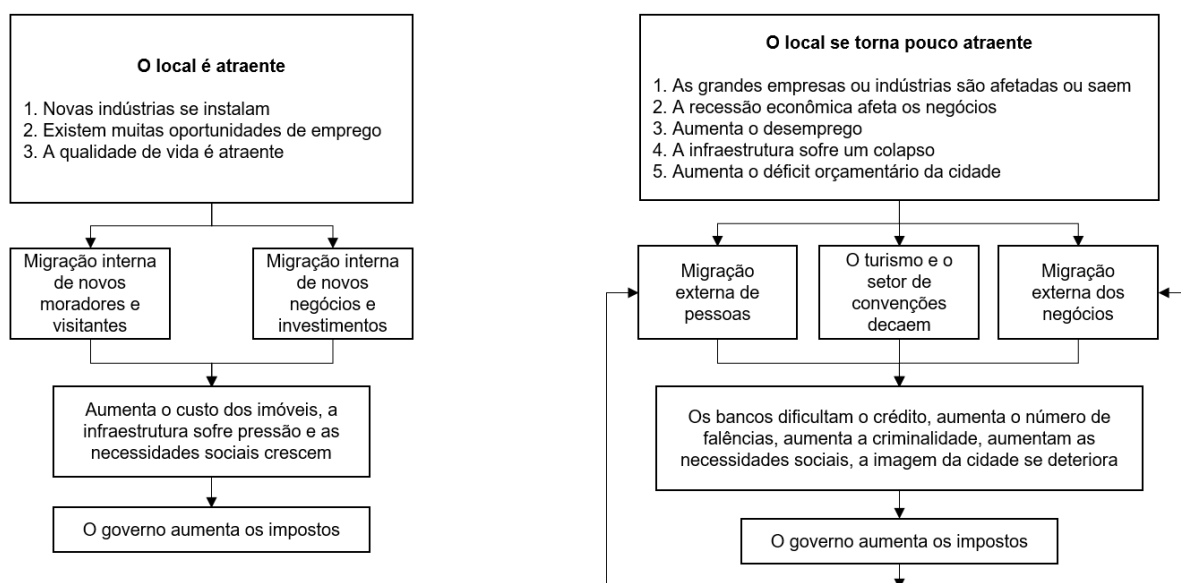 O local é atraente
1. Novas indústrias se instalam
2. Existem muitas oportunidades de emprego
3. A qualidade de vida é atraente
Migração interna
de novos
moradores e
visitantes
Migração interna
de novos
negócios e
investimentos
Aumenta o custo dos imóveis, a
infraestrutura sofre pressão e as
necessidades sociais crescem
O governo aumenta os impostos
O local se torna pouco atraente
1. As grandes empresas ou indústrias são afetadas ou saem
2. A recessão econômica afeta os negócios
3. Aumenta o desemprego
4. A infraestrutura sofre um colapso
5. Aumenta o déficit orçamentário da cidade
Migração
externa de
pessoas
O turismo e o
setor de
convenções
decaem
Migração
externa dos
negócios
Os bancos dificultam o crédito, aumenta o número de
falências, aumenta a criminalidade, aumentam as
necessidades sociais, a imagem da cidade se deteriora
O governo aumenta os impostos